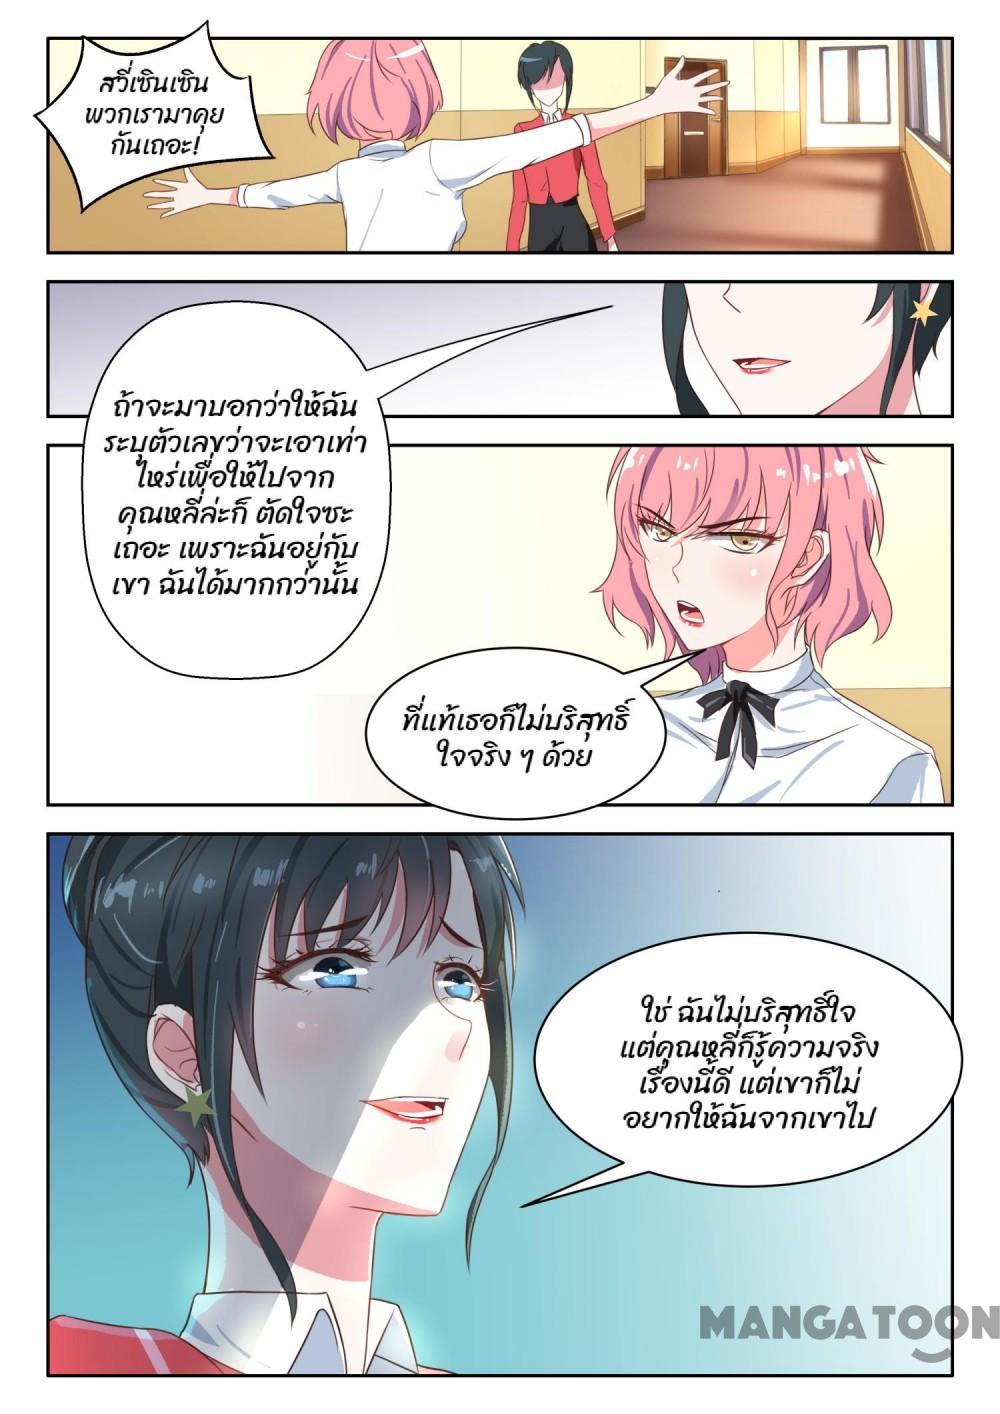 สวี่เซินเซิน
พวกเรามาคุย
กันเถอะ!
ถ้าจะมาบอกว่าให้ฉัน
ระบุตัวเลขว่าจะเอาเท่า
ไหร่เพื่อให้ไปจาก
คุณหลี่ล่ะก็ ตัดใจซะ
เถอะ เพราะฉันอยู่กับ
เขา ฉันได้มากกว่านั้น
ที่แท้เธอก็ไม่บริสุทธิ์
ใจจริง ๆ ด้วย
ใช่ ฉันไม่บริสุทธิ์ใจ
แต่คุณหลี่ก็รู้ความจริง
เรื่องนี้ดี แต่เขาก็ไม่
อยากให้ฉันจากเขาไป
MANGATOON